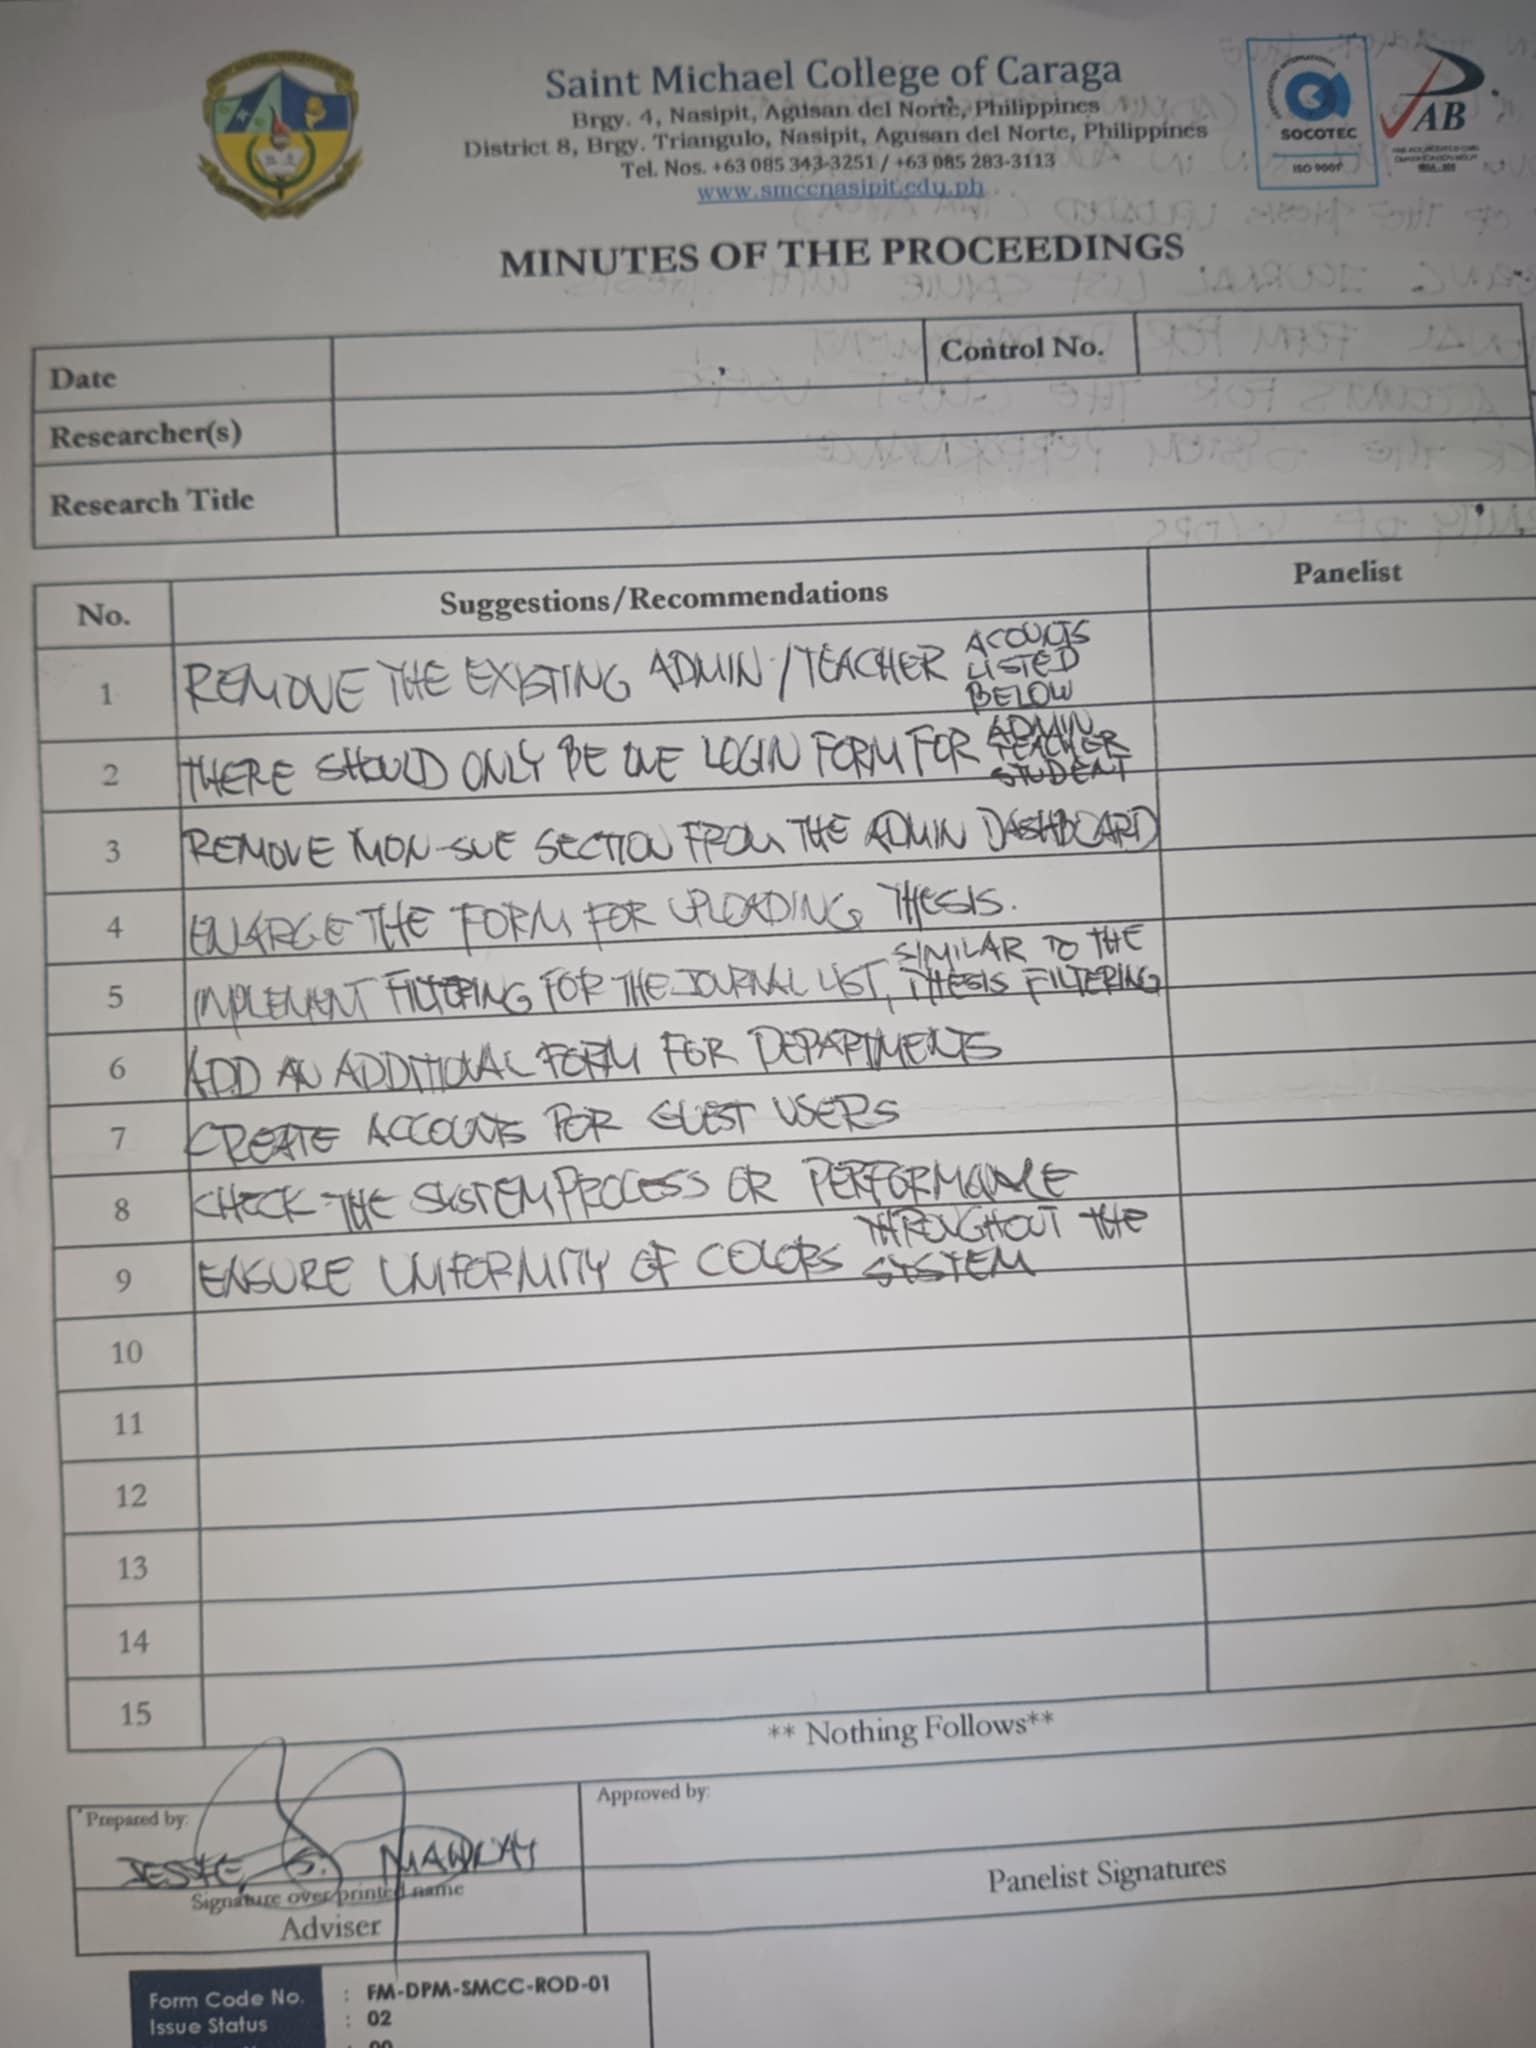 Saint Michael College of Caraga
Brgy. 4, Nasipit, Agusan del Norte, Philippines
District 8, Brgy. Triangulo, Nasipit, Agusan del Norte, Philippines
Tel. Nos. +63 085 343-3251 / +63 085 283-3113
www.smccnasipit.edu.ph
SOCOTEC
ISO 9001
PAB
MINUTES OF THE PROCEEDINGS
Date
Control No.
Researcher(s)
Research Title
No. Suggestions/Recommendations Panelist
1 REMOVE THE EXISTING ADMIN/TEACHER ACOUNTS LISTED BELOW
2 THERE SHOULD ONLY BE ONE LOGIN FORM FOR ADMIN TEACHER STUDENT
3 REMOVE MON-SUE SECTION FROM THE ADMIN DASHBOARD
4 ENLARGE THE FORM FOR UPLOADING THESIS.
5 IMPLEMENT FILTERING FOR THE JOURNAL LIST, SIMILAR TO THE THESIS FILTERING
6 ADD AN ADDITIONAL FORM FOR DEPARTMENTS
7 CREATE ACCOUNTS FOR GUEST USERS
8 CHECK THE SYSTEM PROCESS OR PERFORMANCE
9 ENSURE UNIFORMITY OF COLORS THROUGHOUT THE SYSTEM
10
11
12
13
14
15
** Nothing Follows**
Prepared by:
Approved by:
Signature over printed name
Adviser
Panelist Signatures
Form Code No. : FM-DPM-SMCC-ROD-01
Issue Status : 02